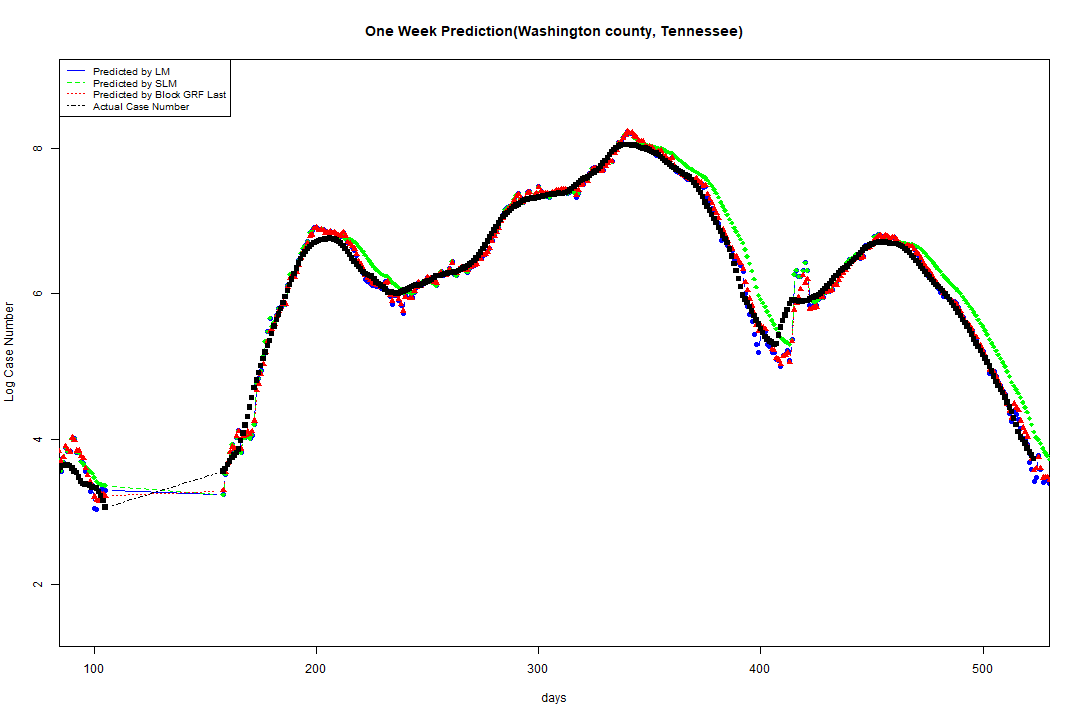 One Week Prediction(Washington county, Tennessee)
Predicted by LM
Predicted by SLM
Predicted by Block GRF Last
Actual Case Number
Log Case Number
8
6
4
2
100 200 300 400 500
days